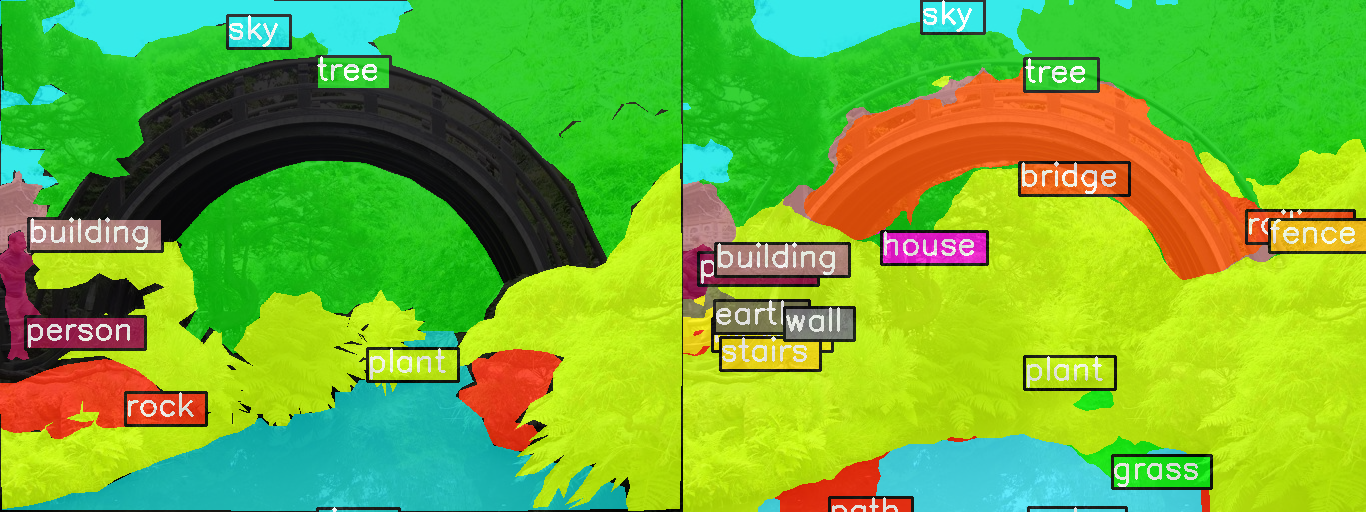 sky
tree
building
person
plant
rock
sky
tree
bridge
house
building
fence
wall
stairs
plant
grass